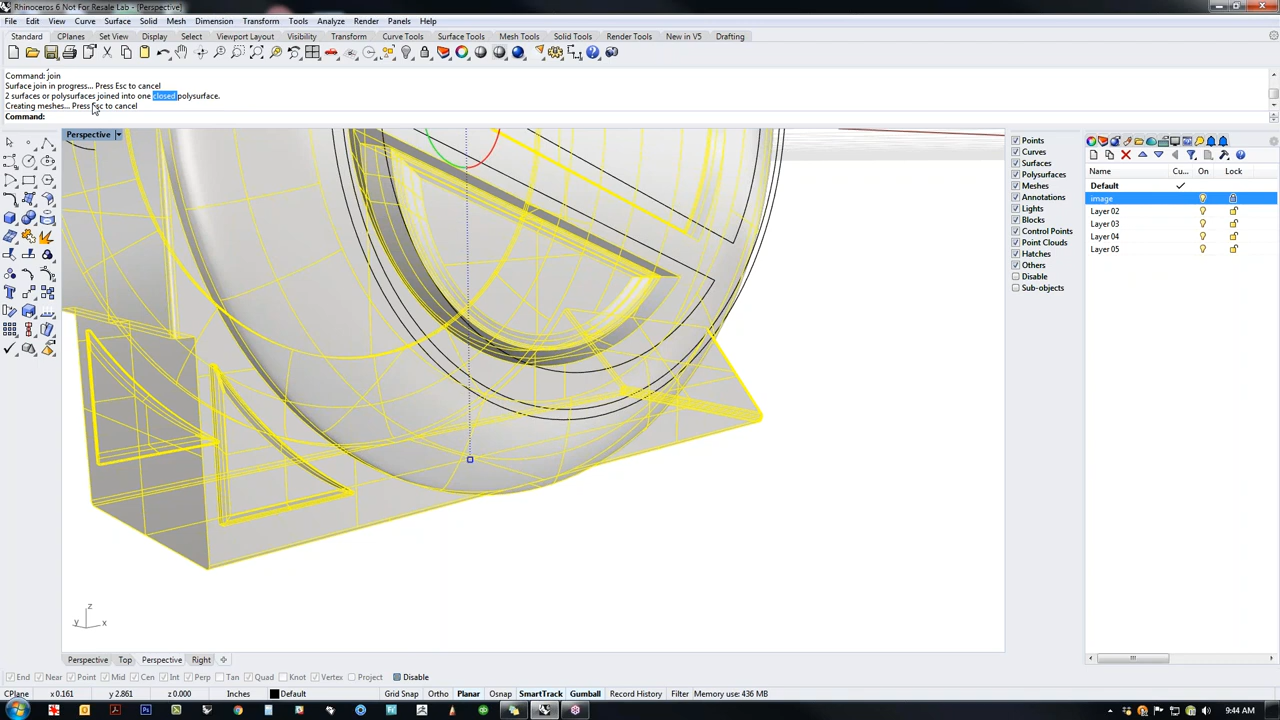 Rhinoceros 6 Not For Resale Lab - [Perspective]
File Edit View Curve Surface Solid Mesh Dimension Transform Tools Analyze Render Panels Help
Standard CPlanes Set View Display Select Viewport Layout Visibility Transform Curve Tools Surface Tools Mesh Tools Solid Tools Render Tools New in V5 Drafting
Command: join
Surface join in progress... Press Esc to cancel
2 surfaces or polysurfaces joined into one closed polysurface.
Creating meshes... Press Esc to cancel
Command:
Perspective
Points
Curves
Surfaces
Polysurfaces
Meshes
Annotations
Lights
Blocks
Control Points
Point Clouds
Hatches
Others
Disable
Sub-objects
Name Cu... On Lock
Default
image
Layer 02
Layer 03
Layer 04
Layer 05
z
y x
Perspective Top Perspective Right
End Near Point Mid Cen Int Perp Tan Quad Knot Vertex Project Disable
CPlane x 0.161 y 2.861 z 0.000 Inches Default Grid Snap Ortho Planar Osnap SmartTrack Gumball Record History Filter Memory use: 436 MB
9:44 AM